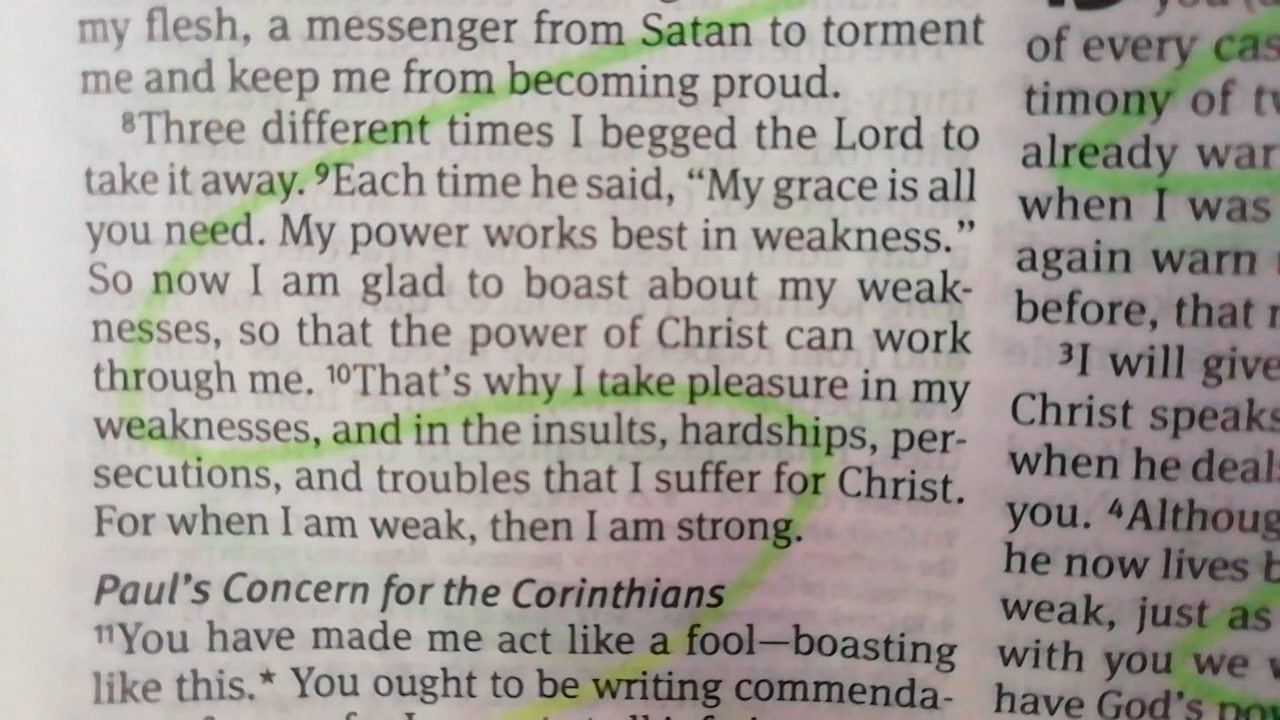 my flesh, a messenger from Satan to torment
me and keep me from becoming proud.
⁸Three different times I begged the Lord to
take it away. ⁹Each time he said, “My grace is all
you need. My power works best in weakness.”
So now I am glad to boast about my weak-
nesses, so that the power of Christ can work
through me. ¹⁰That’s why I take pleasure in my
weaknesses, and in the insults, hardships, per-
secutions, and troubles that I suffer for Christ.
For when I am weak, then I am strong.
Paul’s Concern for the Corinthians
¹¹You have made me act like a fool—boasting
like this.* You ought to be writing commenda-
of every
timony of
already
when I was
again warn
before, that
³I will give
Christ speaks
when he
you. ⁴
he now lives
weak, just as
with you we
have God’s